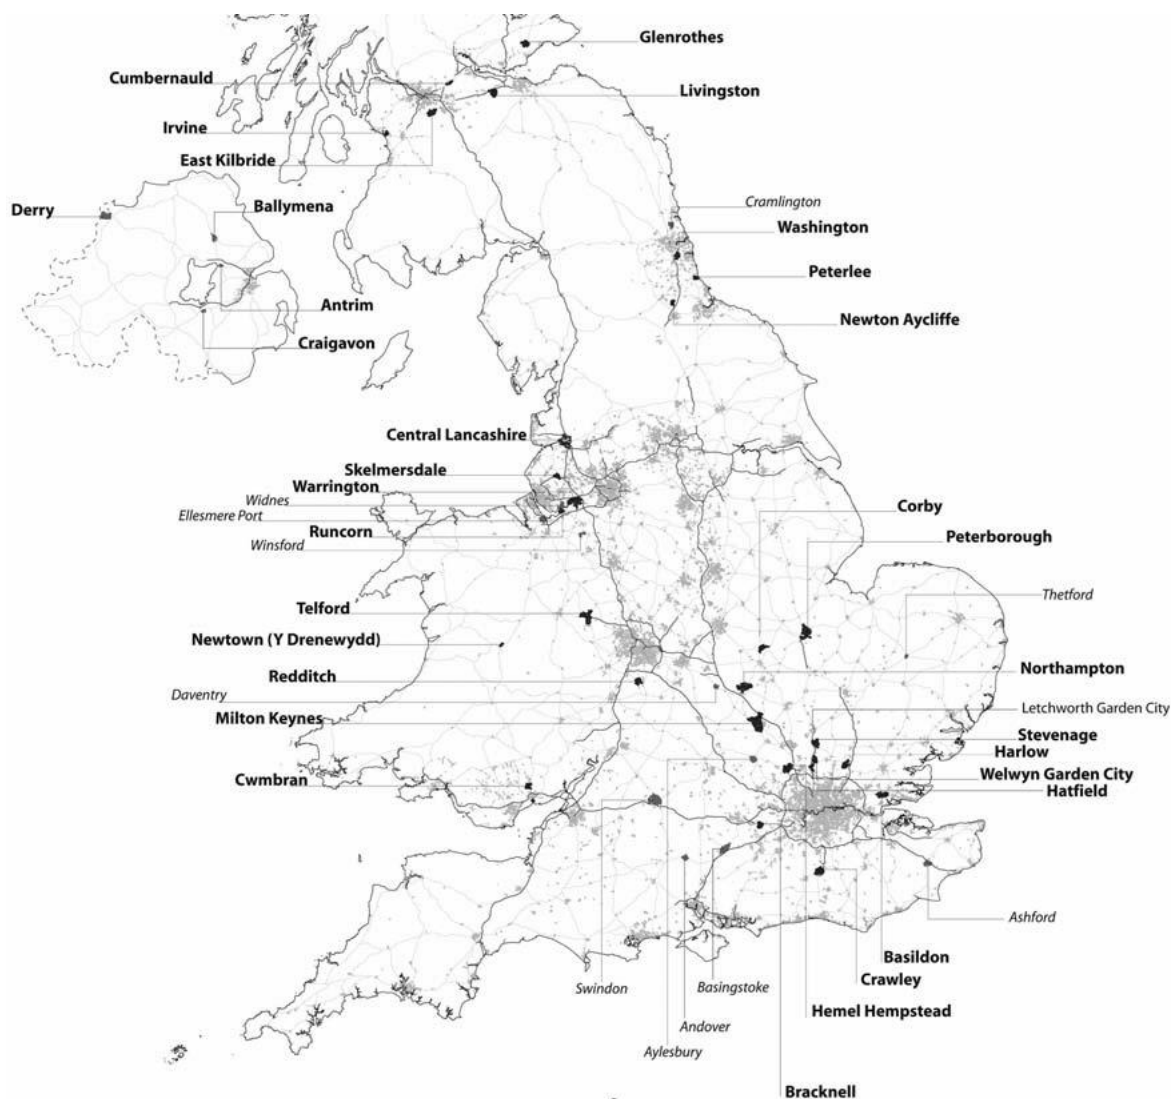 Glenrothes
Cumbernauld
Livingston
Irvine
East Kilbride
Cramlington
Derry
Ballymena
Washington
Peterlee
Antrim
Newton Aycliffe
Craigavon
Central Lancashire
Skelmersdale
Warrington
Widnes
Ellesmere Port
Runcorn
Winsford
Corby
Peterborough
Thetford
Telford
Newtown (Y Drenewydd)
Redditch
Northampton
Daventry
Letchworth Garden City
Milton Keynes
Stevenage
Harlow
Welwyn Garden City
Cwmbran
Hatfield
Ashford
Basildon
Crawley
Swindon
Basingstoke
Hemel Hempstead
Andover
Aylesbury
Bracknell